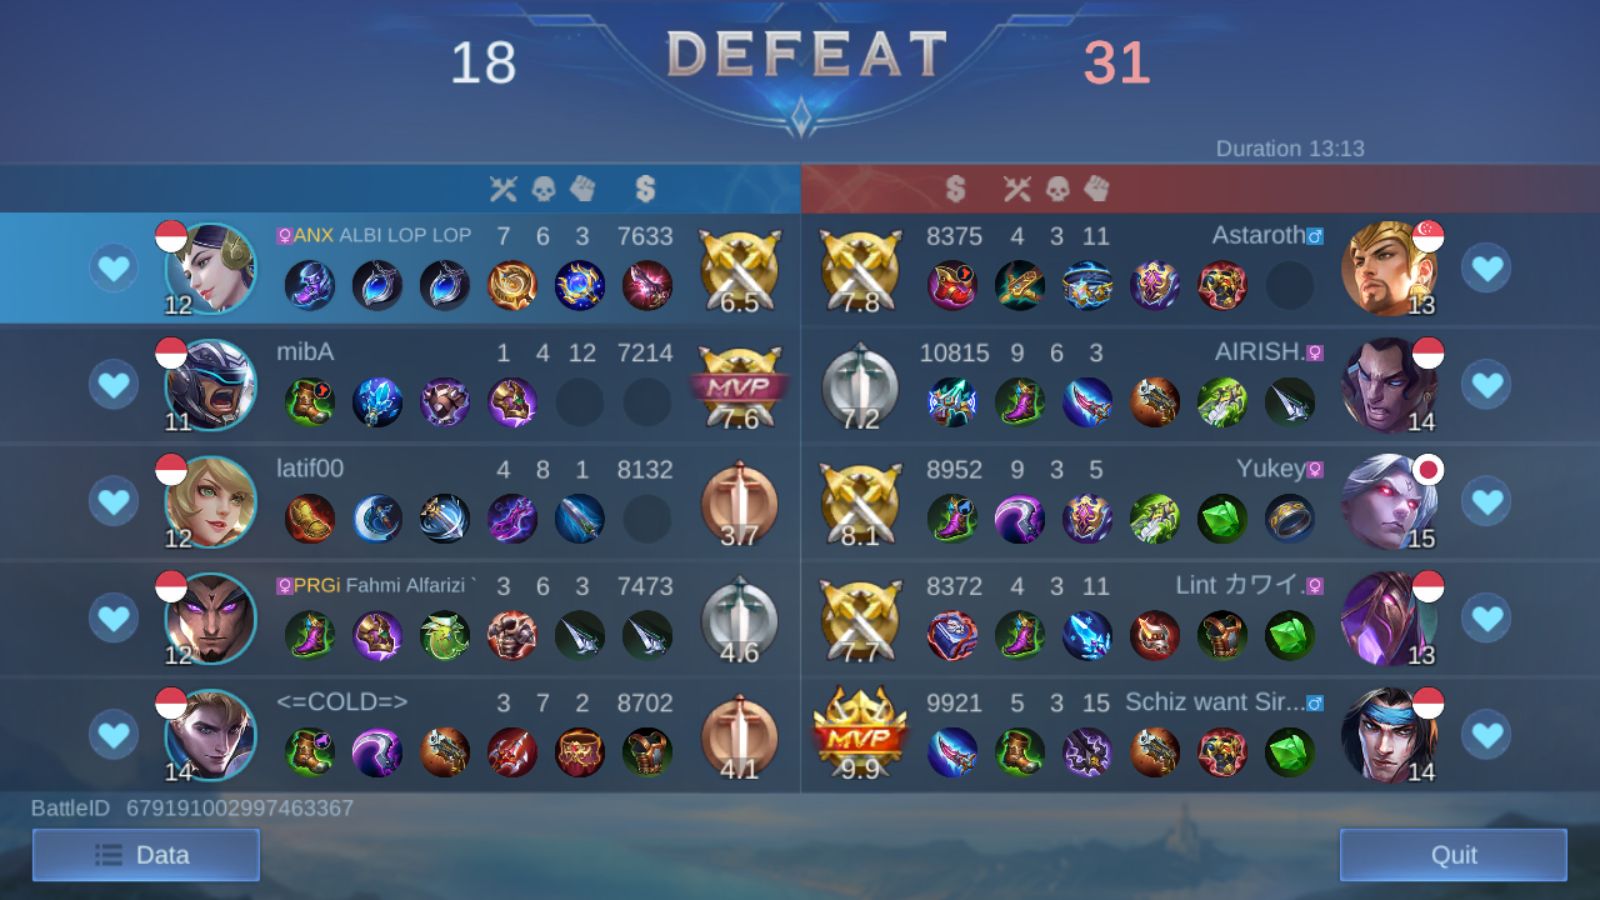 18 DEFEAT 31
Duration 13:13
♀ANX ALBI LOP LOP 7 6 3 7633
12 6.5
8375 4 3 11 Astaroth♂
7.8 13
mibA 1 4 12 7214
11 MVP 7.6
10815 9 6 3 AIRISH.♀
7.2 14
latif00 4 8 1 8132
12 3.7
8952 9 3 5 Yukey♀
8.1 15
♀PRGi Fahmi Alfarizi ` 3 6 3 7473
12 4.6
8372 4 3 11 Lint カワイ.♀
7.7 13
<=COLD=> 3 7 2 8702
14 4.1
9921 5 3 15 Schiz want Sir...♂
MVP 9.9 14
BattleID 679191002997463367
Data
Quit